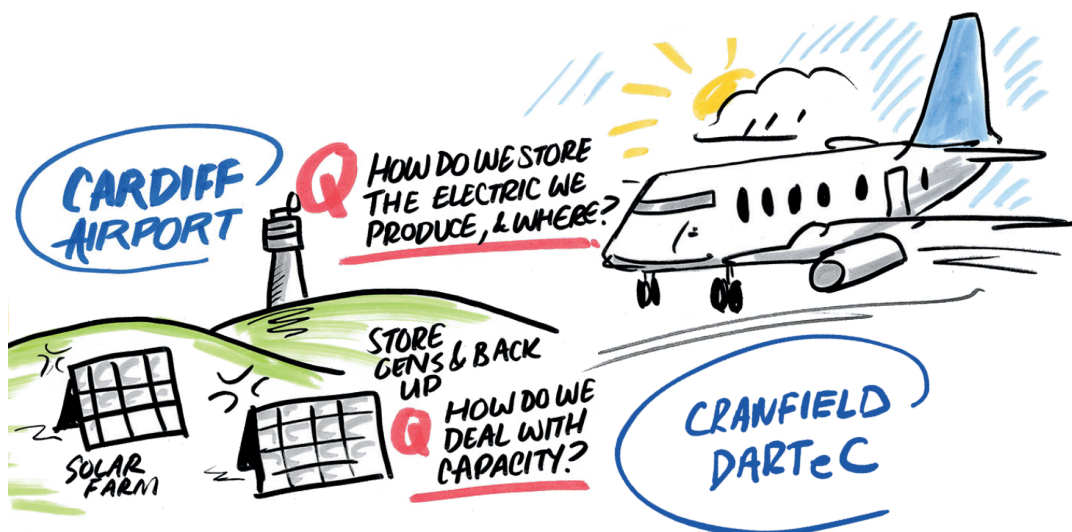 CARDIFF
AIRPORT
Q HOW DO WE STORE
THE ELECTRIC WE
PRODUCE, & WHERE?
STORE
GENS & BACK
UP
Q HOW DO WE
DEAL WITH
CAPACITY?
SOLAR
FARM
CRANFIELD
DARTeC